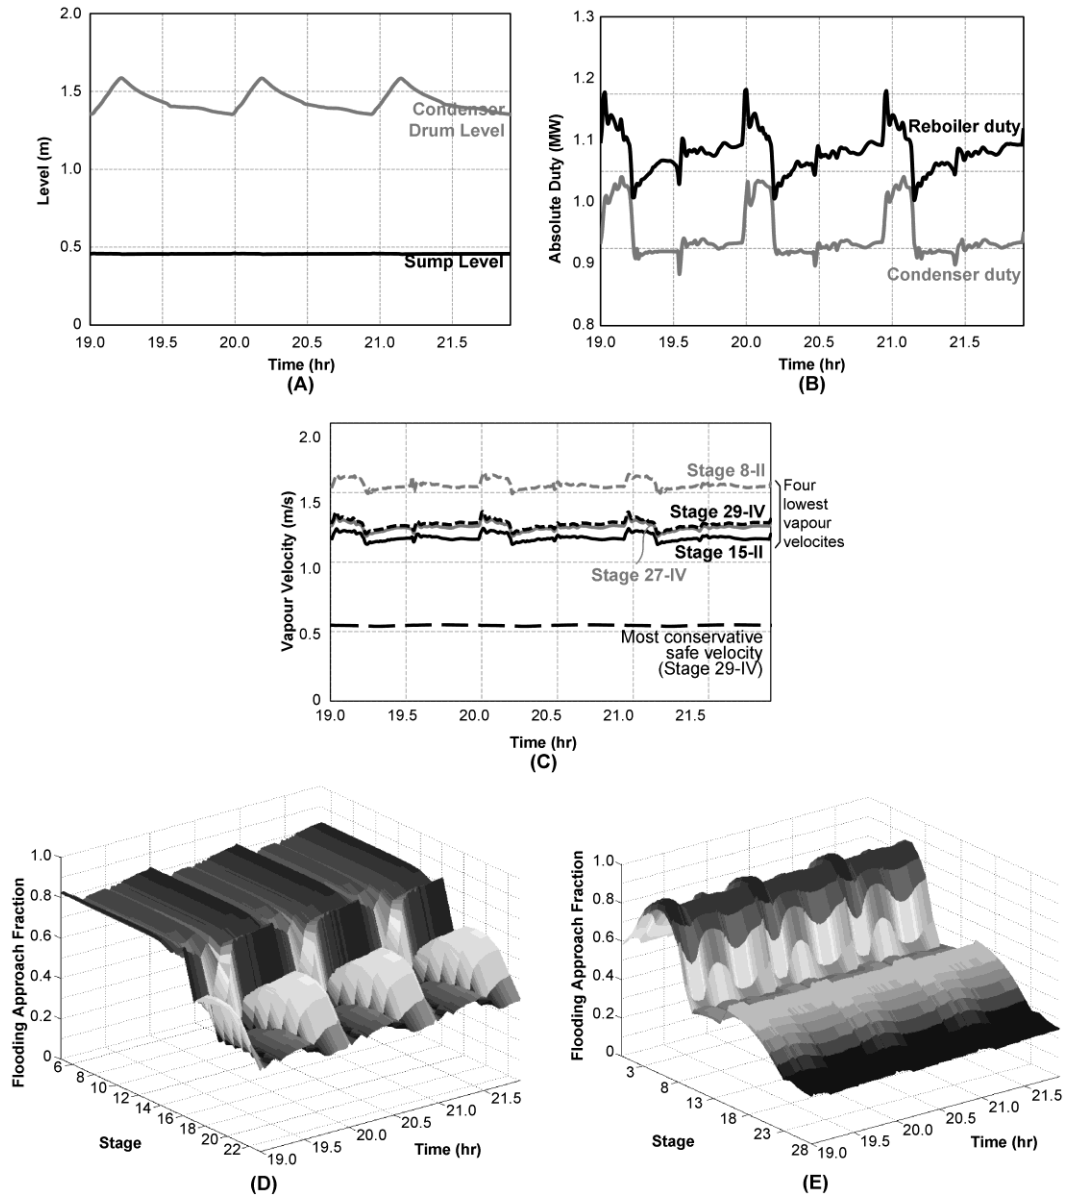 2.0
1.5
1.0
0.5
0
Level (m)
Condenser
Drum Level
Sump Level
19.0 19.5 20.0 20.5 21.0 21.5
Time (hr)
(A)
1.3
1.2
1.1
1.0
0.9
0.8
Absolute Duty (MW)
Reboiler duty
Condenser duty
19.0 19.5 20.0 20.5 21.0 21.5
Time (hr)
(B)
2.0
1.5
1.0
0.5
0
Vapour Velocity (m/s)
Stage 8-II
Stage 29-IV
Stage 15-II
Stage 27-IV
Four
lowest
vapour
velocites
Most conservative
safe velocity
(Stage 29-IV)
19.0 19.5 20.0 20.5 21.0 21.5
Time (hr)
(C)
1.0
0.8
0.6
0.4
0.2
0
Flooding Approach Fraction
6 8 10 12 14 16 18 20 22
Stage
19.0 19.5 20.0 20.5 21.0 21.5
Time (hr)
(D)
1.0
0.8
0.6
0.4
0.2
0
Flooding Approach Fraction
3 8 13 18 23 28
Stage
19.0 19.5 20.0 20.5 21.0 21.5
Time (hr)
(E)